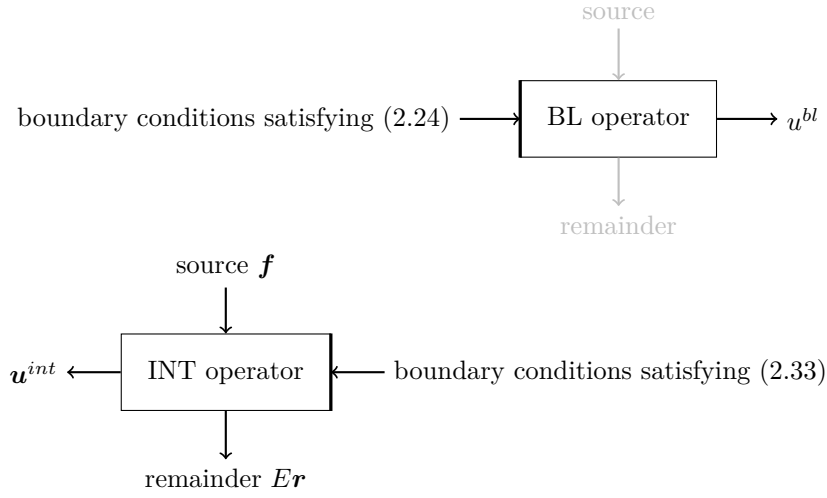 source
boundary conditions satisfying (2.24) BL operator u^{bl}
remainder
source f
u^{int} INT operator boundary conditions satisfying (2.33)
remainder Er